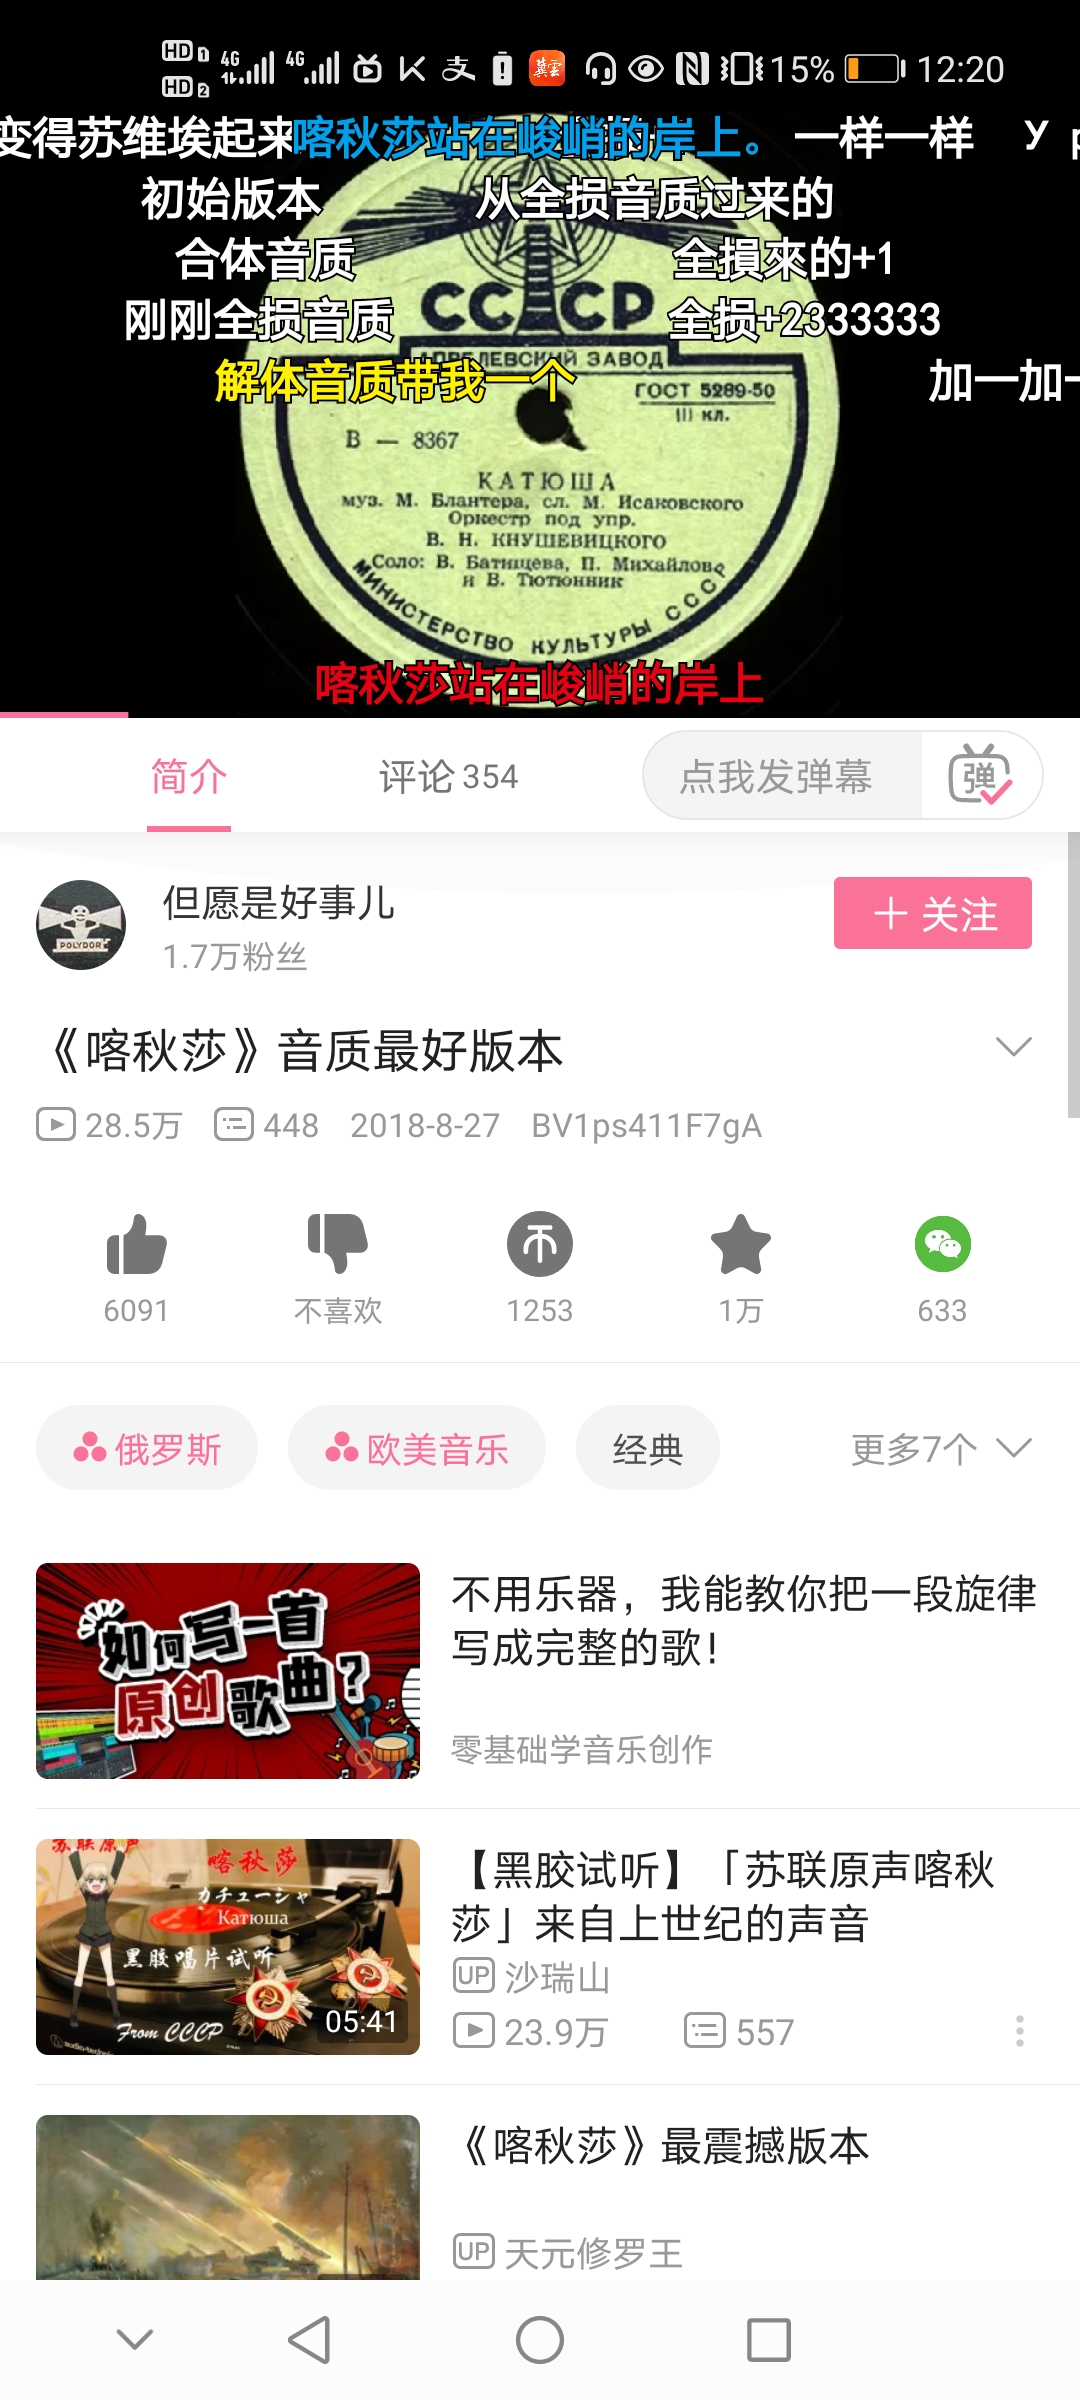 HD 1 4G 4G 15% 12:20
HD 2
变得苏维埃起来 喀秋莎站在峻峭的岸上。 一样一样 У р
初始版本 从全损音质过来的
合体音质 全損來的+1
刚刚全损音质 全损+2333333
解体音质带我一个 加一加一
СССР
АПРЕЛЕВСКИЙ ЗАВОД
ГОСТ 5289-50
III кл.
В — 8367
КАТЮША
муз. М. Блантера, сл. М. Исаковского
Оркестр под упр.
В. Н. КНУШЕВИЦКОГО
Соло: В. Батищева, П. Михайлов
и В. Тютюнник
МИНИСТЕРСТВО КУЛЬТУРЫ СССР
喀秋莎站在峻峭的岸上
简介 评论 354 点我发弹幕 弹
POLYDOR
但愿是好事儿
1.7万粉丝
关注
《喀秋莎》音质最好版本
28.5万 448 2018-8-27 BV1ps411F7gA
6091 不喜欢 1253 1万 633
俄罗斯 欧美音乐 经典 更多7个
如何写一首
原创歌曲?
不用乐器，我能教你把一段旋律
写成完整的歌！
零基础学音乐创作
苏联原声
喀秋莎
カチューシャ
Катюша
黑胶唱片试听
From CCCP
05:41
【黑胶试听】「苏联原声喀秋
莎」来自上世纪的声音
UP 沙瑞山
23.9万 557
《喀秋莎》最震撼版本
UP 天元修罗王